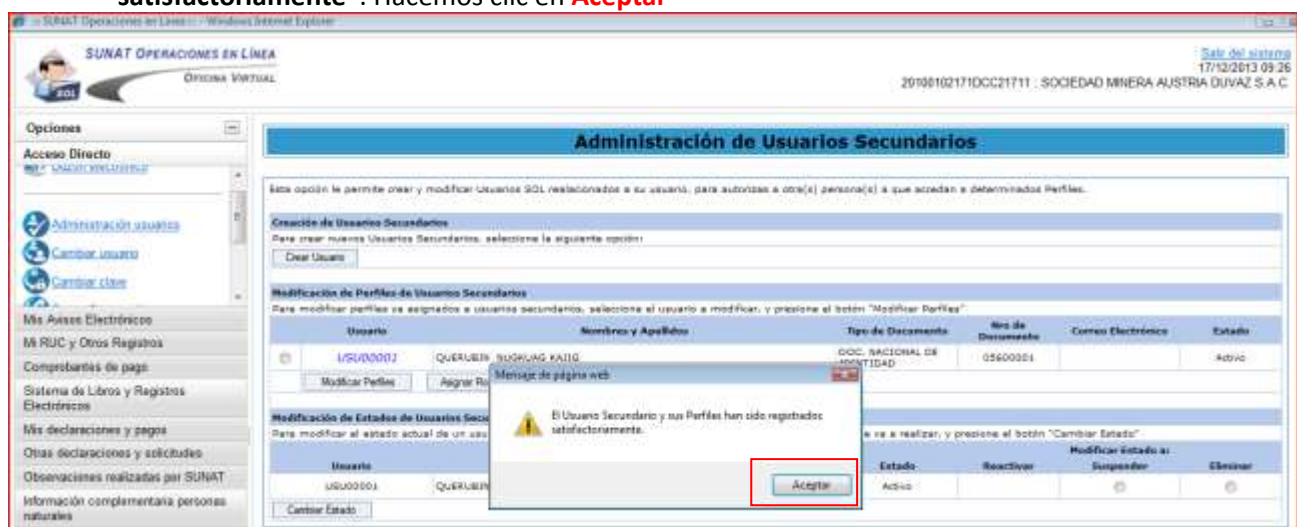 satisfactoriamente". Hacemos clic en Aceptar
SUNAT Operaciones en Línea - Windows Internet Explorer
SUNAT OPERACIONES EN LÍNEA
OFICINA VIRTUAL
SOL
Salir del sistema
17/12/2013 09:26
20100102171DCC21711 : SOCIEDAD MINERA AUSTRIA DUVAZ S.A.C.
Opciones
Acceso Directo
Administración usuarios
Cambiar usuario
Cambiar clave
Mis Avisos Electrónicos
Mi RUC y Otros Registros
Comprobantes de pago
Sistema de Libros y Registros
Electrónicos
Mis declaraciones y pagos
Otras declaraciones y solicitudes
Observaciones realizadas por SUNAT
Información complementaria personas
naturales
Administración de Usuarios Secundarios
Esta opción le permite crear y modificar Usuarios SOL relacionados a su usuario, para autorizar a otra(s) persona(s) a que accedan a determinados Perfiles.
Creación de Usuarios Secundarios
Para crear nuevos Usuarios Secundarios, seleccione la siguiente opción:
Crear Usuario
Modificación de Perfiles de Usuarios Secundarios
Para modificar perfiles ya asignados a usuarios secundarios, seleccione el usuario a modificar, y presione el botón "Modificar Perfiles"
Usuario Nombres y Apellidos Tipo de Documento Nro de Documento Correo Electrónico Estado
USU00001 QUERUBIN NUGKUAG KAJIG DOC. NACIONAL DE IDENTIDAD 05600001 Activo
Modificar Perfiles Asignar Ro
Mensaje de página web
El Usuario Secundario y sus Perfiles han sido registrados
satisfactoriamente.
Aceptar
Modificación de Estados de Usuarios Secu
Para modificar el estado actual de un usu e va a realizar, y presione el botón "Cambiar Estado"
Modificar Estado a:
Usuario Estado Reactivar Suspender Eliminar
USU00001 QUERUBIN Activo
Cambiar Estado